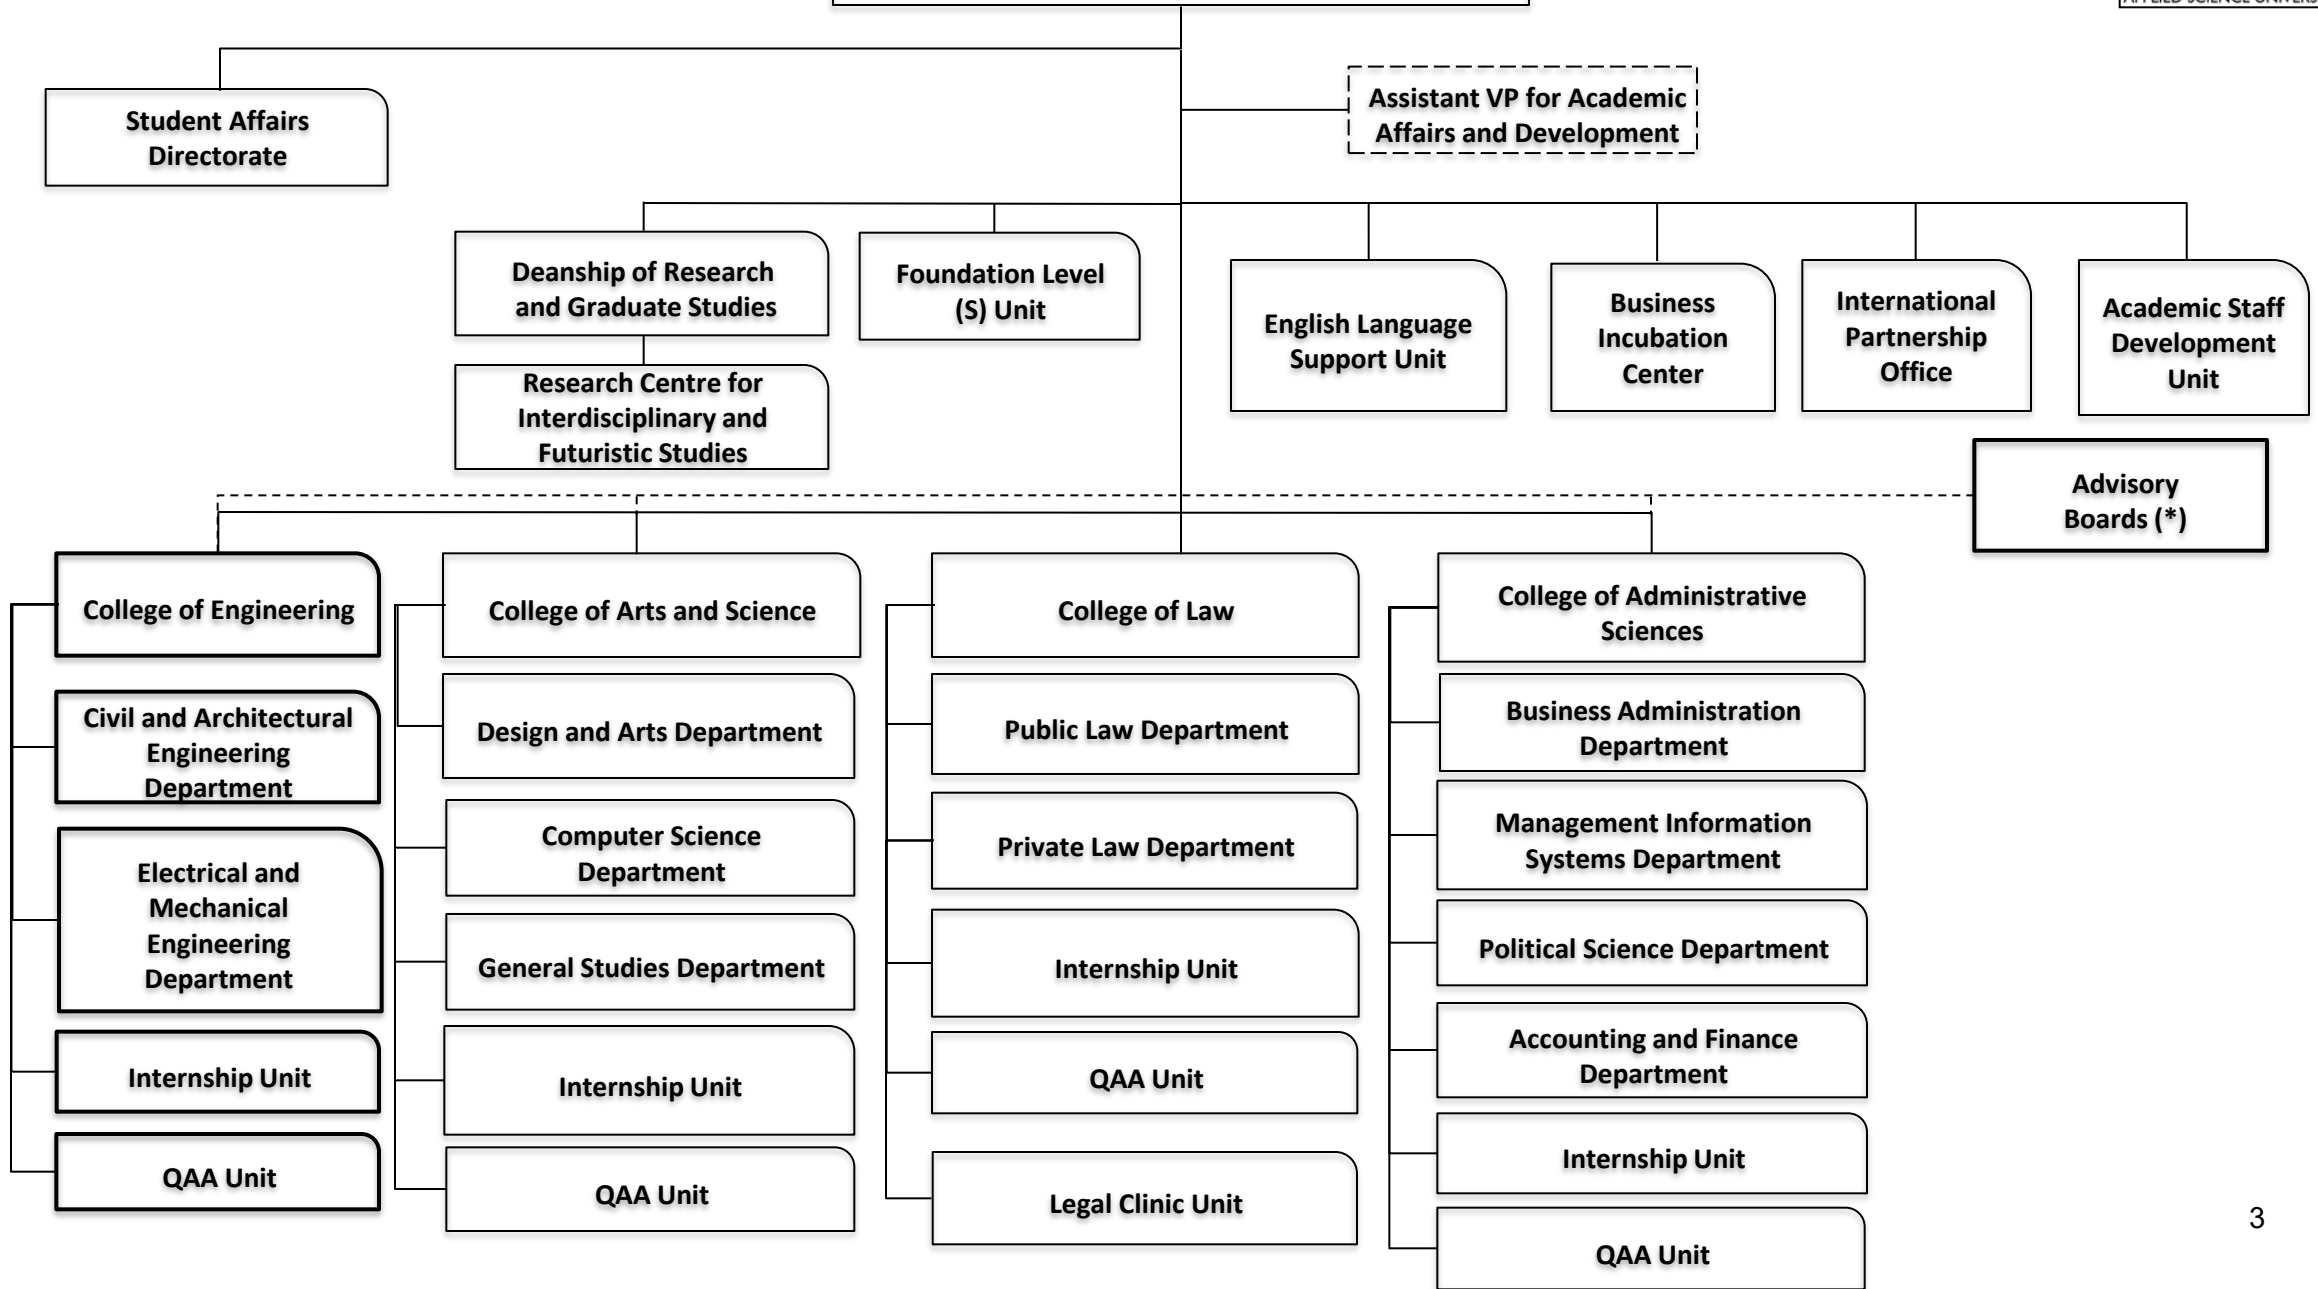 APPLIED SCIENCE UNIVERS
Assistant VP for Academic
Affairs and Development
Student Affairs
Directorate
Deanship of Research
and Graduate Studies
Foundation Level
(S) Unit
English Language
Support Unit
Business
Incubation
Center
International
Partnership
Office
Academic Staff
Development
Unit
Research Centre for
Interdisciplinary and
Futuristic Studies
Advisory
Boards (*)
College of Engineering
Civil and Architectural
Engineering
Department
Electrical and
Mechanical
Engineering
Department
Internship Unit
QAA Unit
College of Arts and Science
Design and Arts Department
Computer Science
Department
General Studies Department
Internship Unit
QAA Unit
College of Law
Public Law Department
Private Law Department
Internship Unit
QAA Unit
Legal Clinic Unit
College of Administrative
Sciences
Business Administration
Department
Management Information
Systems Department
Political Science Department
Accounting and Finance
Department
Internship Unit
QAA Unit
3